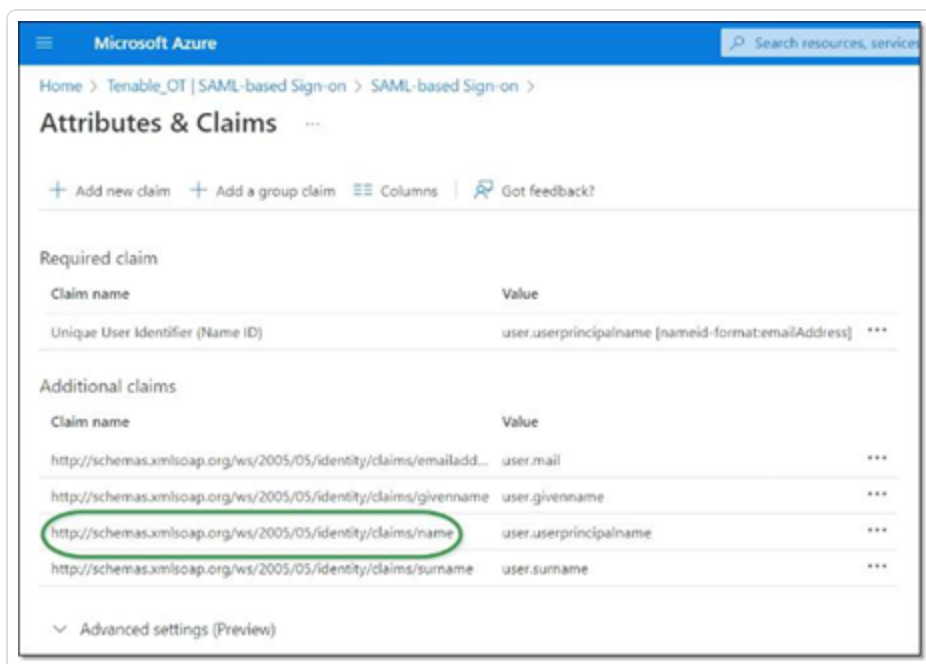 Microsoft Azure
Search resources, services
Home > Tenable_OT | SAML-based Sign-on > SAML-based Sign-on >
Attributes & Claims ...
+ Add new claim + Add a group claim Columns Got feedback?
Required claim
Claim name Value
Unique User Identifier (Name ID) user.userprincipalname [nameid-format:emailAddress] •••
Additional claims
Claim name Value
http://schemas.xmlsoap.org/ws/2005/05/identity/claims/emailadd... user.mail •••
http://schemas.xmlsoap.org/ws/2005/05/identity/claims/givenname user.givenname •••
http://schemas.xmlsoap.org/ws/2005/05/identity/claims/name user.userprincipalname •••
http://schemas.xmlsoap.org/ws/2005/05/identity/claims/surname user.surname •••
Advanced settings (Preview)